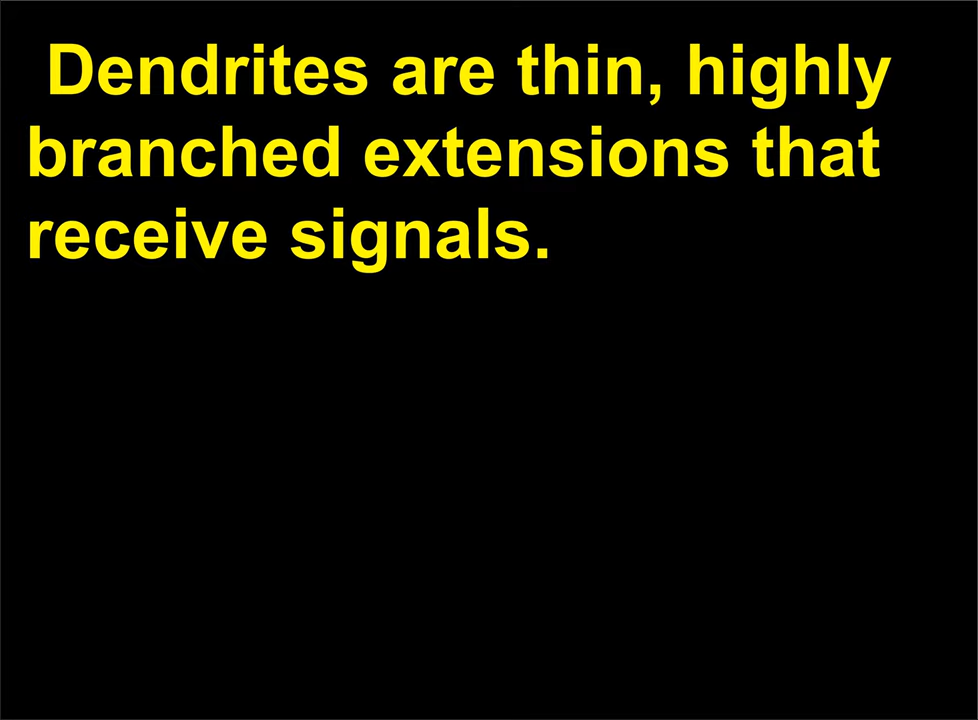 Dendrites are thin, highly
branched extensions that
receive signals.